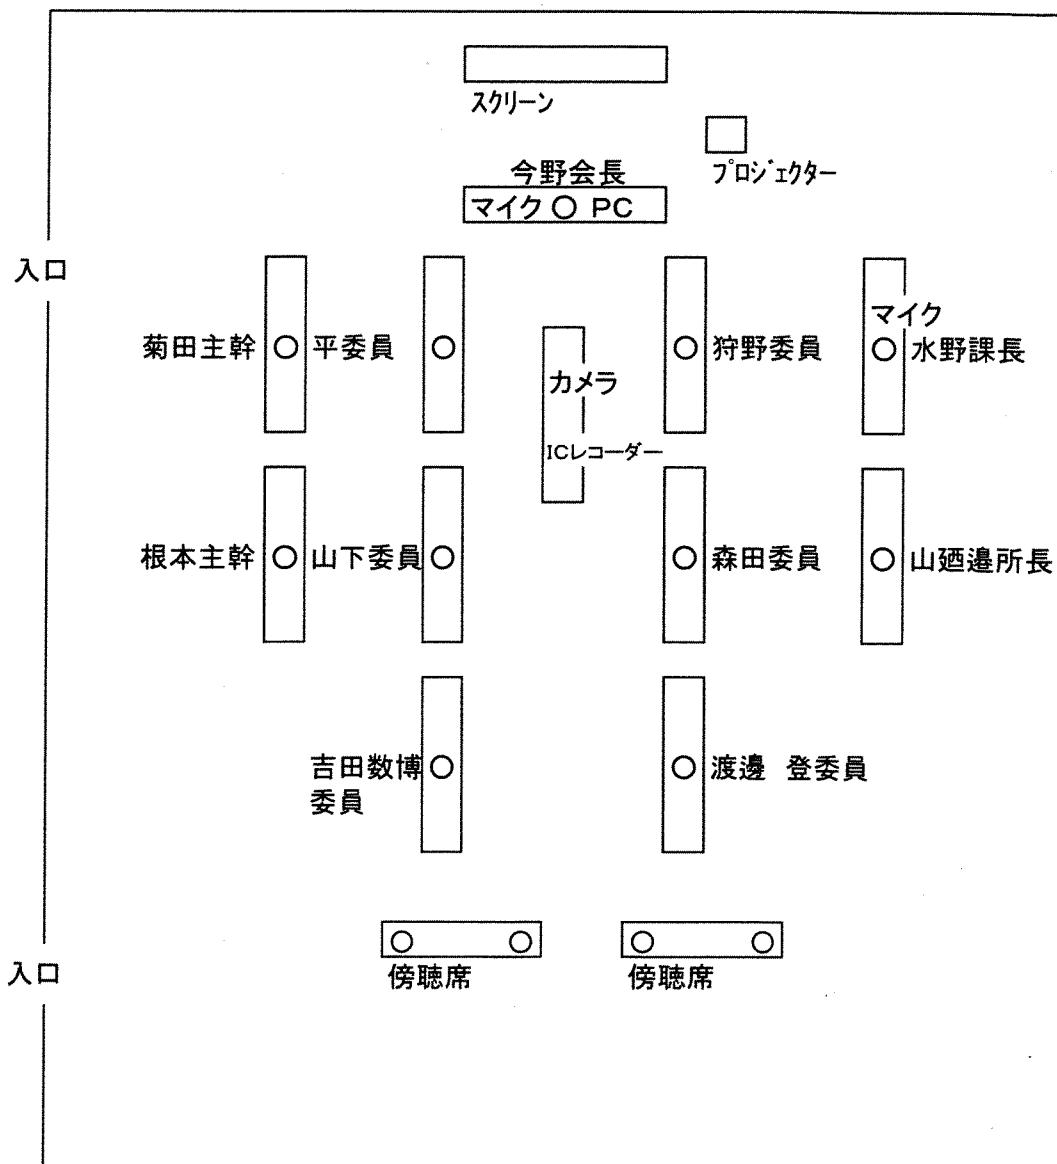 スクリーン
プロジェクター
今野会長
マイク ○ PC
入口
マイク
菊田主幹 ○ 平委員 ○ ○ 狩野委員 ○ 水野課長
カメラ
ICレコーダー
根本主幹 ○ 山下委員 ○ ○ 森田委員 ○ 山廼邉所長
吉田数博 ○ ○ 渡邊 登委員
委員
○ ○ ○ ○
入口
傍聴席 傍聴席